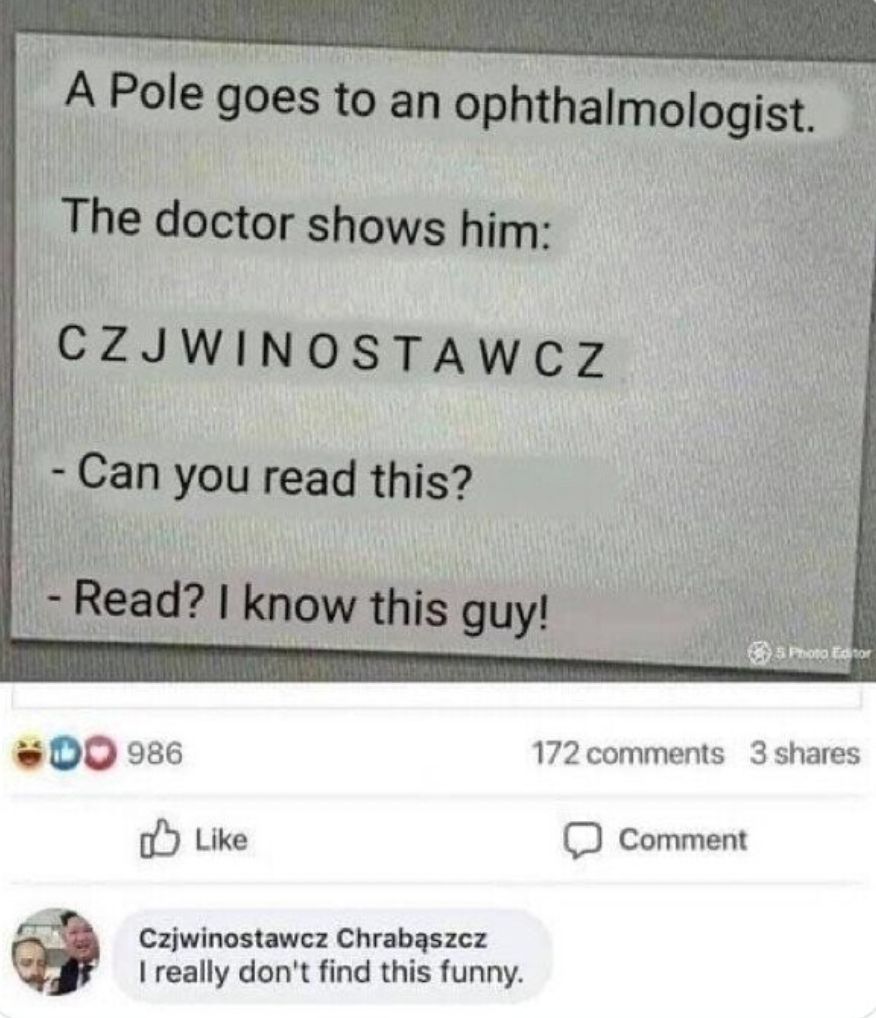 A Pole goes to an ophthalmologist.
The doctor shows him:
C Z J W I N O S T A W C Z
- Can you read this?
- Read? I know this guy!
S Photo Editor
986
172 comments 3 shares
Like
Comment
Czjwinostawcz Chrabąszcz
I really don't find this funny.